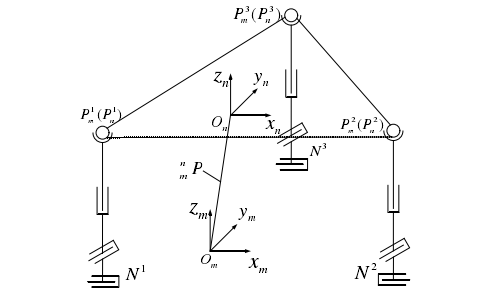 P_m^3(P_n^3)
z_n
y_n
P_m^1(P_n^1)
O_n
x_n
P_m^2(P_n^2)
N^3
^n_m P
z_m
y_m
O_m
x_m
N^1
N^2